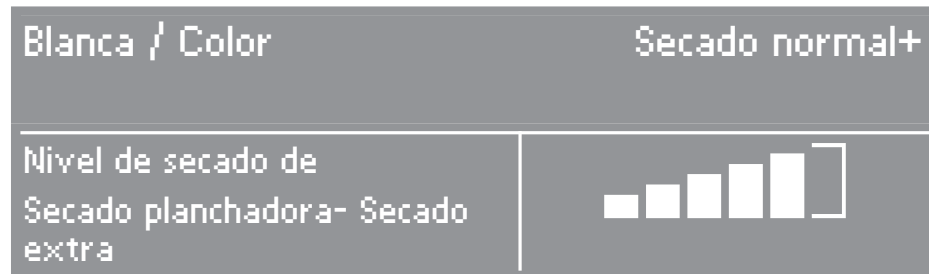 Blanca / Color
Secado normal+
Nivel de secado de
Secado planchadora- Secado
extra